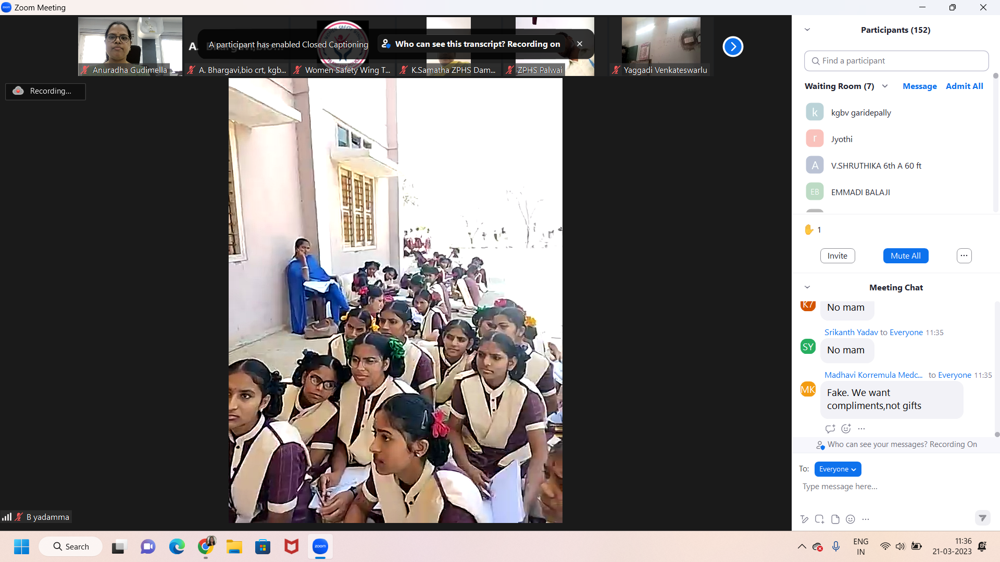 Zoom Meeting
A participant has enabled Closed Captioning
Who can see this transcript? Recording on
A.
Anuradha Gudimella
A. Bhargavi,bio crt, kgb...
Women Safety Wing T...
K.Samatha ZPHS Dam...
ZPHS Palwai
Yaggadi Venkateswarlu
Recording...
B yadamma
Participants (152)
Find a participant
Waiting Room (7)
Message
Admit All
k
kgbv garidepally
r
Jyothi
A
V.SHRUTHIKA 6th A 60 ft
EB
EMMADI BALAJI
1
Invite
Mute All
Meeting Chat
K7
No mam
Srikanth Yadav to Everyone 11:35
SY
No mam
Madhavi Korremula Medc... to Everyone 11:35
MK
Fake. We want
compliments,not gifts
Who can see your messages? Recording On
To: Everyone
Type message here...
Search
zoom
ENG
IN
11:36
21-03-2023